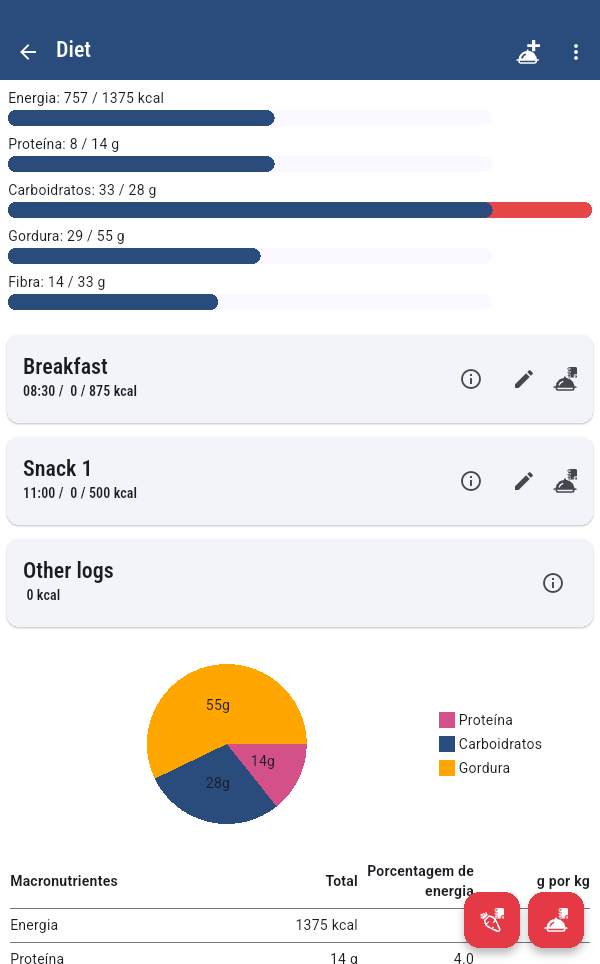 Diet
Energia: 757 / 1375 kcal
Proteína: 8 / 14 g
Carboidratos: 33 / 28 g
Gordura: 29 / 55 g
Fibra: 14 / 33 g
Breakfast
08:30 / 0 / 875 kcal
Snack 1
11:00 / 0 / 500 kcal
Other logs
0 kcal
55g
14g
28g
Proteína
Carboidratos
Gordura
Macronutrientes Total Porcentagem de energia g por kg
Energia 1375 kcal
Proteína 14 g 4.0